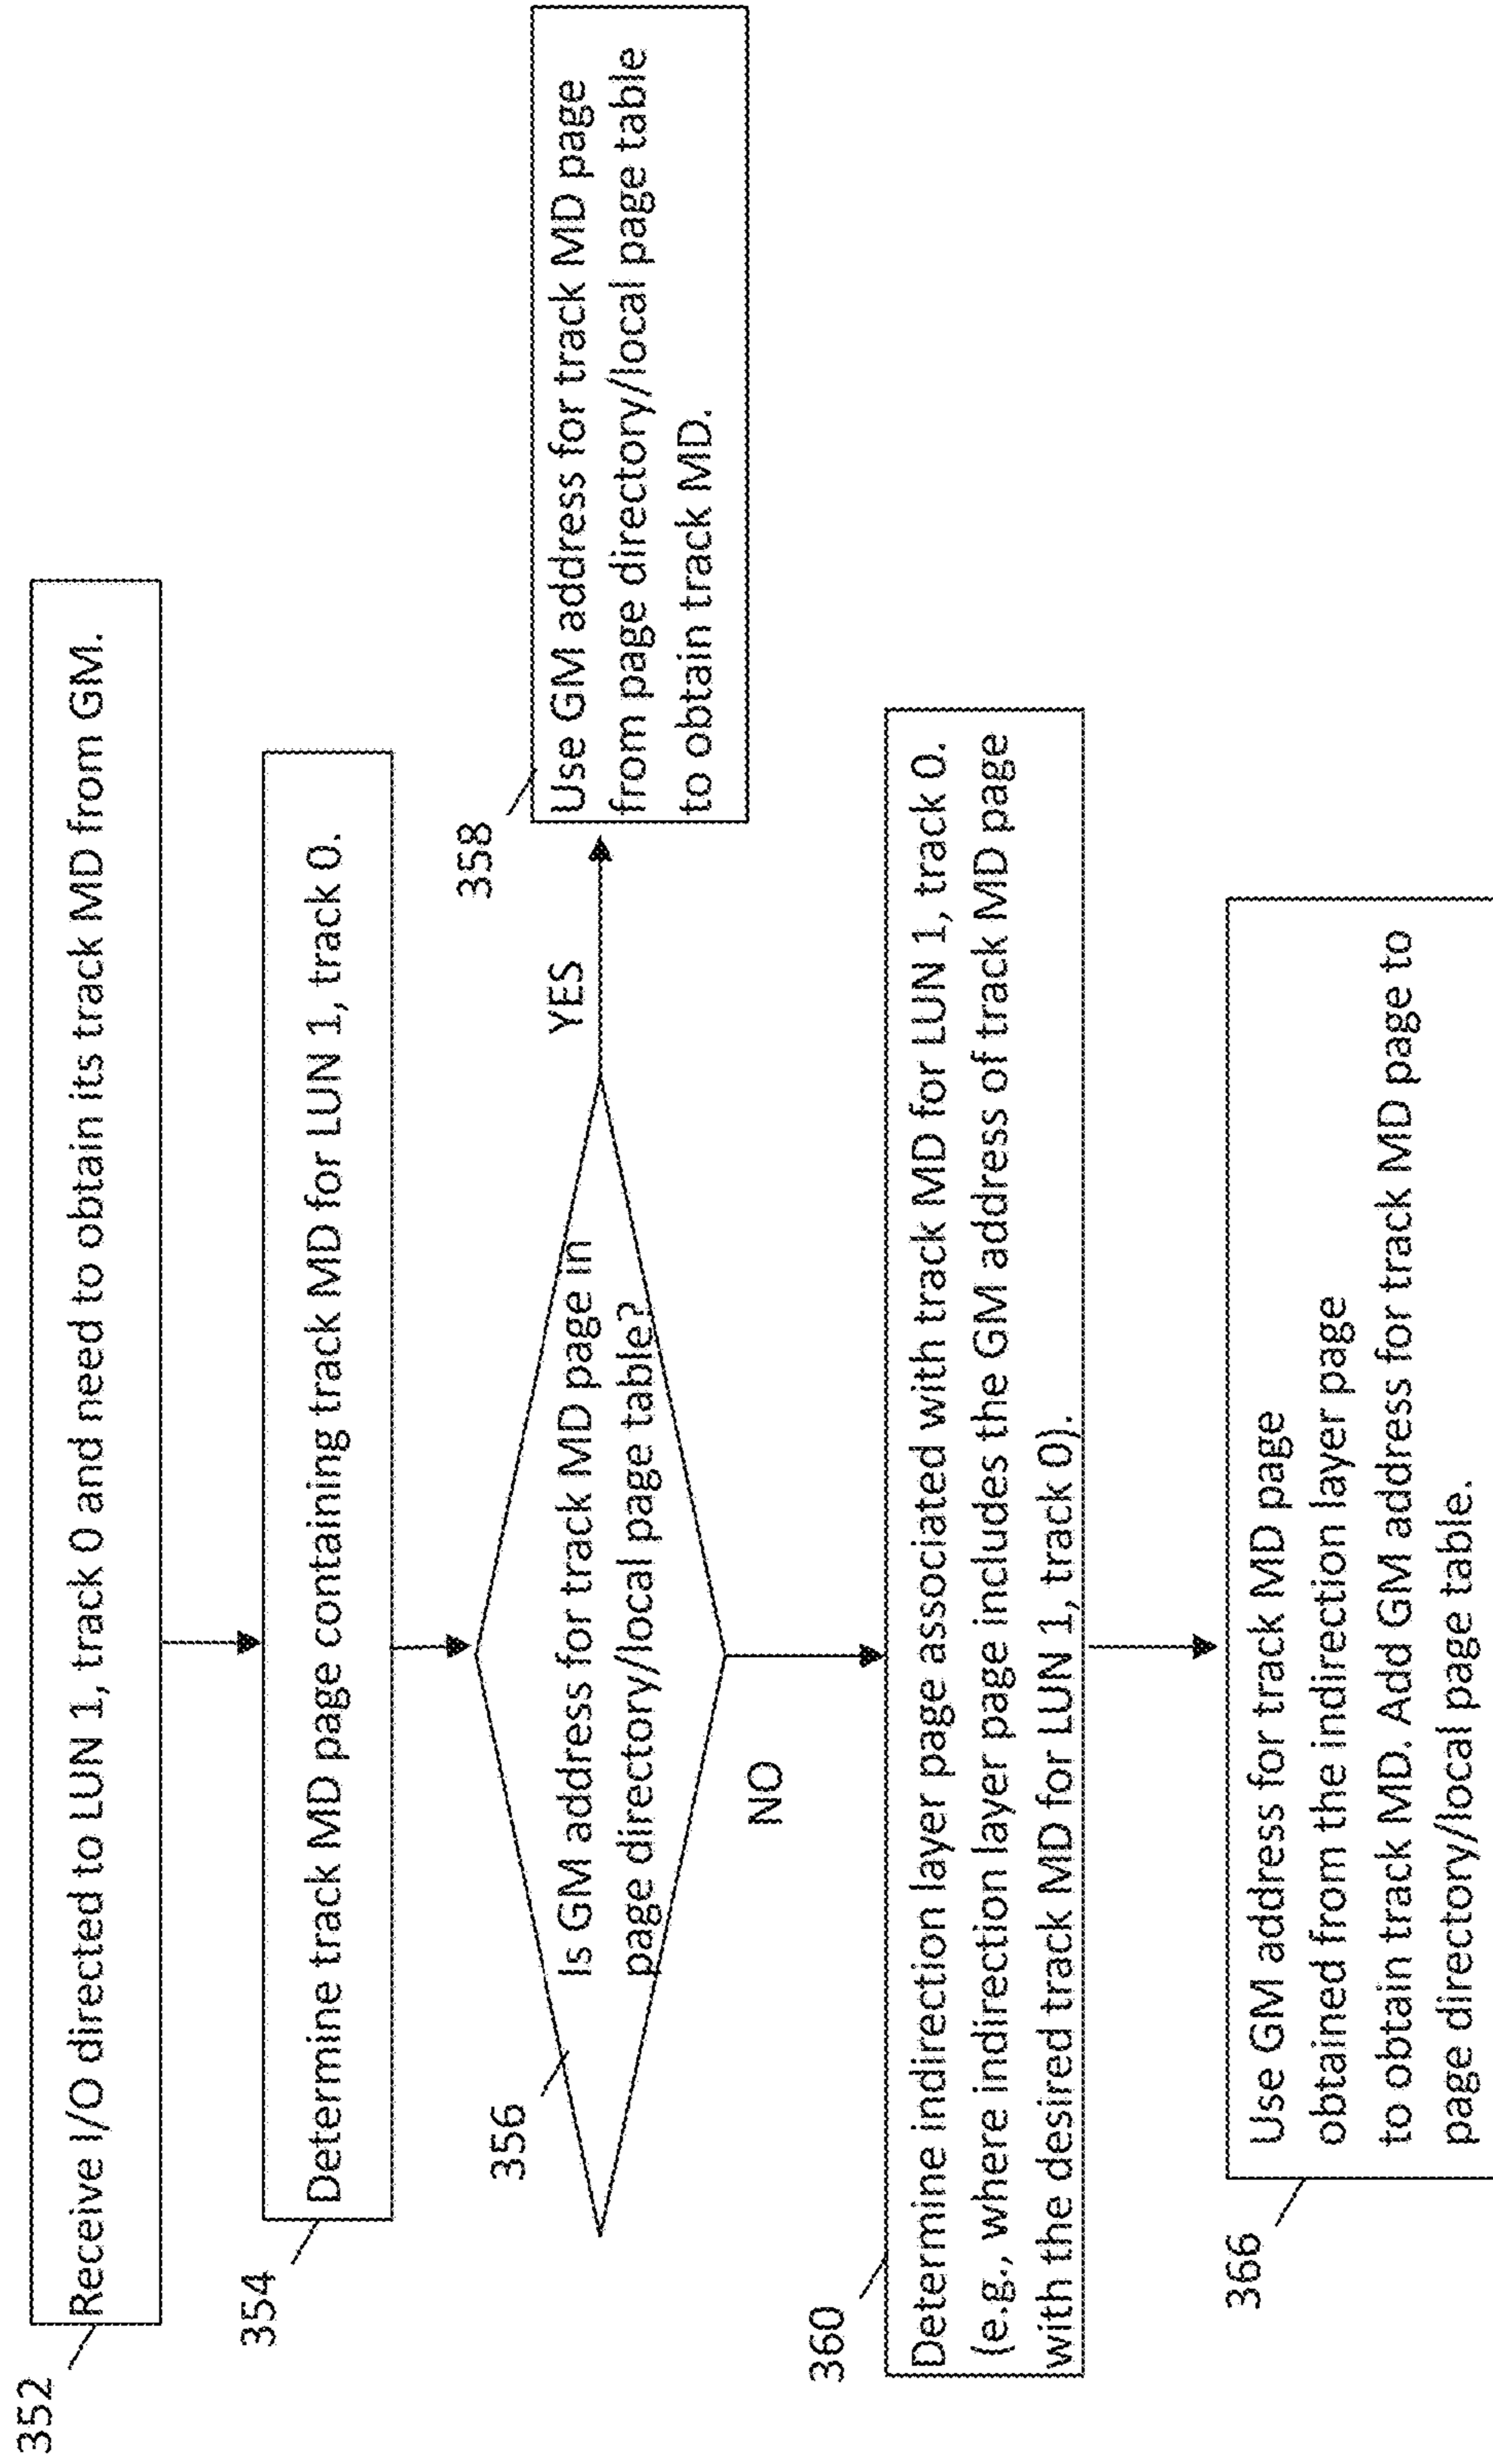 352
Receive I/O directed to LUN 1, track 0 and need to obtain its track MD from GM.
354
Determine track MD page containing track MD for LUN 1, track 0.
356
Is GM address for track MD page in
page directory/local page table?
YES
358
Use GM address for track MD page
from page directory/local page table
to obtain track MD.
NO
360
Determine indirection layer page associated with track MD for LUN 1, track 0.
(e.g., where indirection layer page includes the GM address of track MD page
with the desired track MD for LUN 1, track 0).
366
Use GM address for track MD page
obtained from the indirection layer page
to obtain track MD. Add GM address for track MD page to
page directory/local page table.